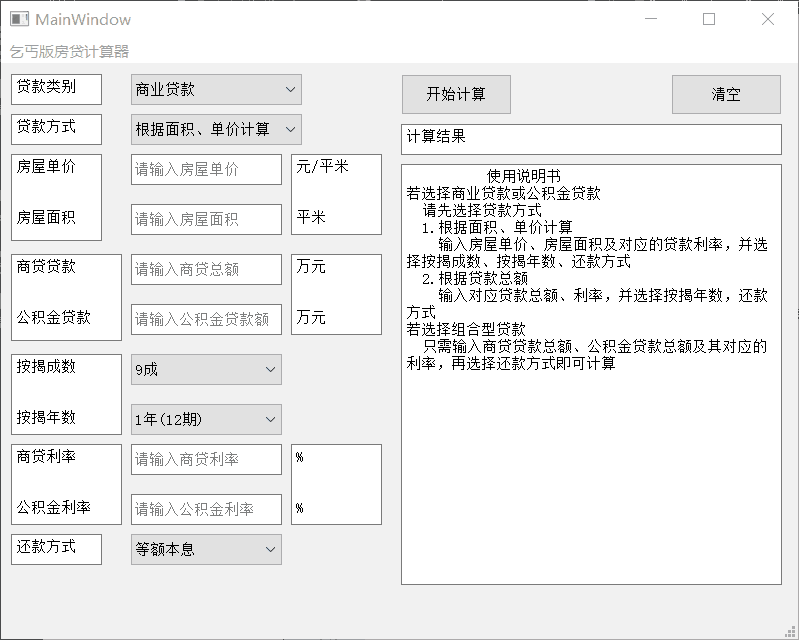 MainWindow
乞丐版房贷计算器
贷款类别
商业贷款
开始计算
清空
贷款方式
根据面积、单价计算
计算结果
房屋单价
请输入房屋单价
元/平米
房屋面积
请输入房屋面积
平米
商贷贷款
请输入商贷总额
万元
公积金贷款
请输入公积金贷款额
万元
按揭成数
9成
按揭年数
1年(12期)
商贷利率
请输入商贷利率
%
公积金利率
请输入公积金利率
%
还款方式
等额本息
使用说明书
若选择商业贷款或公积金贷款
请先选择贷款方式
1.根据面积、单价计算
输入房屋单价、房屋面积及对应的贷款利率，并选
择按揭成数、按揭年数、还款方式
2.根据贷款总额
输入对应贷款总额、利率，并选择按揭年数，还款
方式
若选择组合型贷款
只需输入商贷贷款总额、公积金贷款总额及其对应的
利率，再选择还款方式即可计算